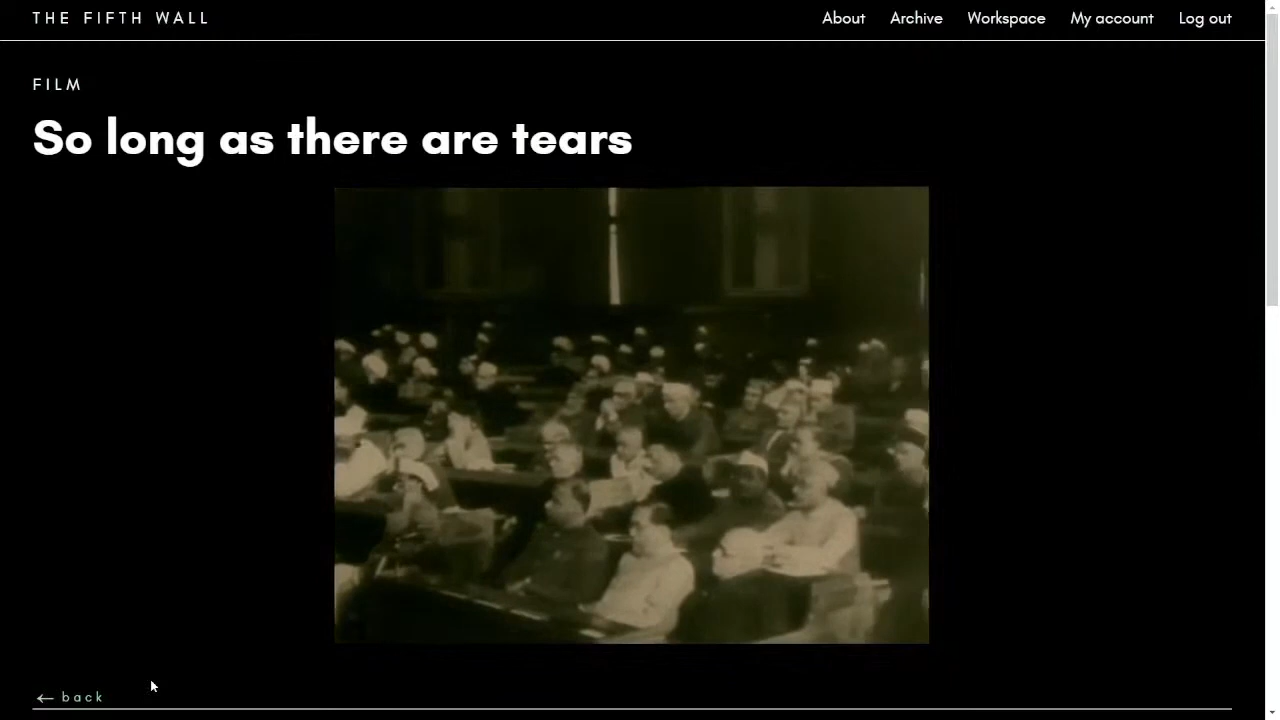 THE FIFTH WALL
About Archive Workspace My account Log out
FILM
So long as there are tears
← back